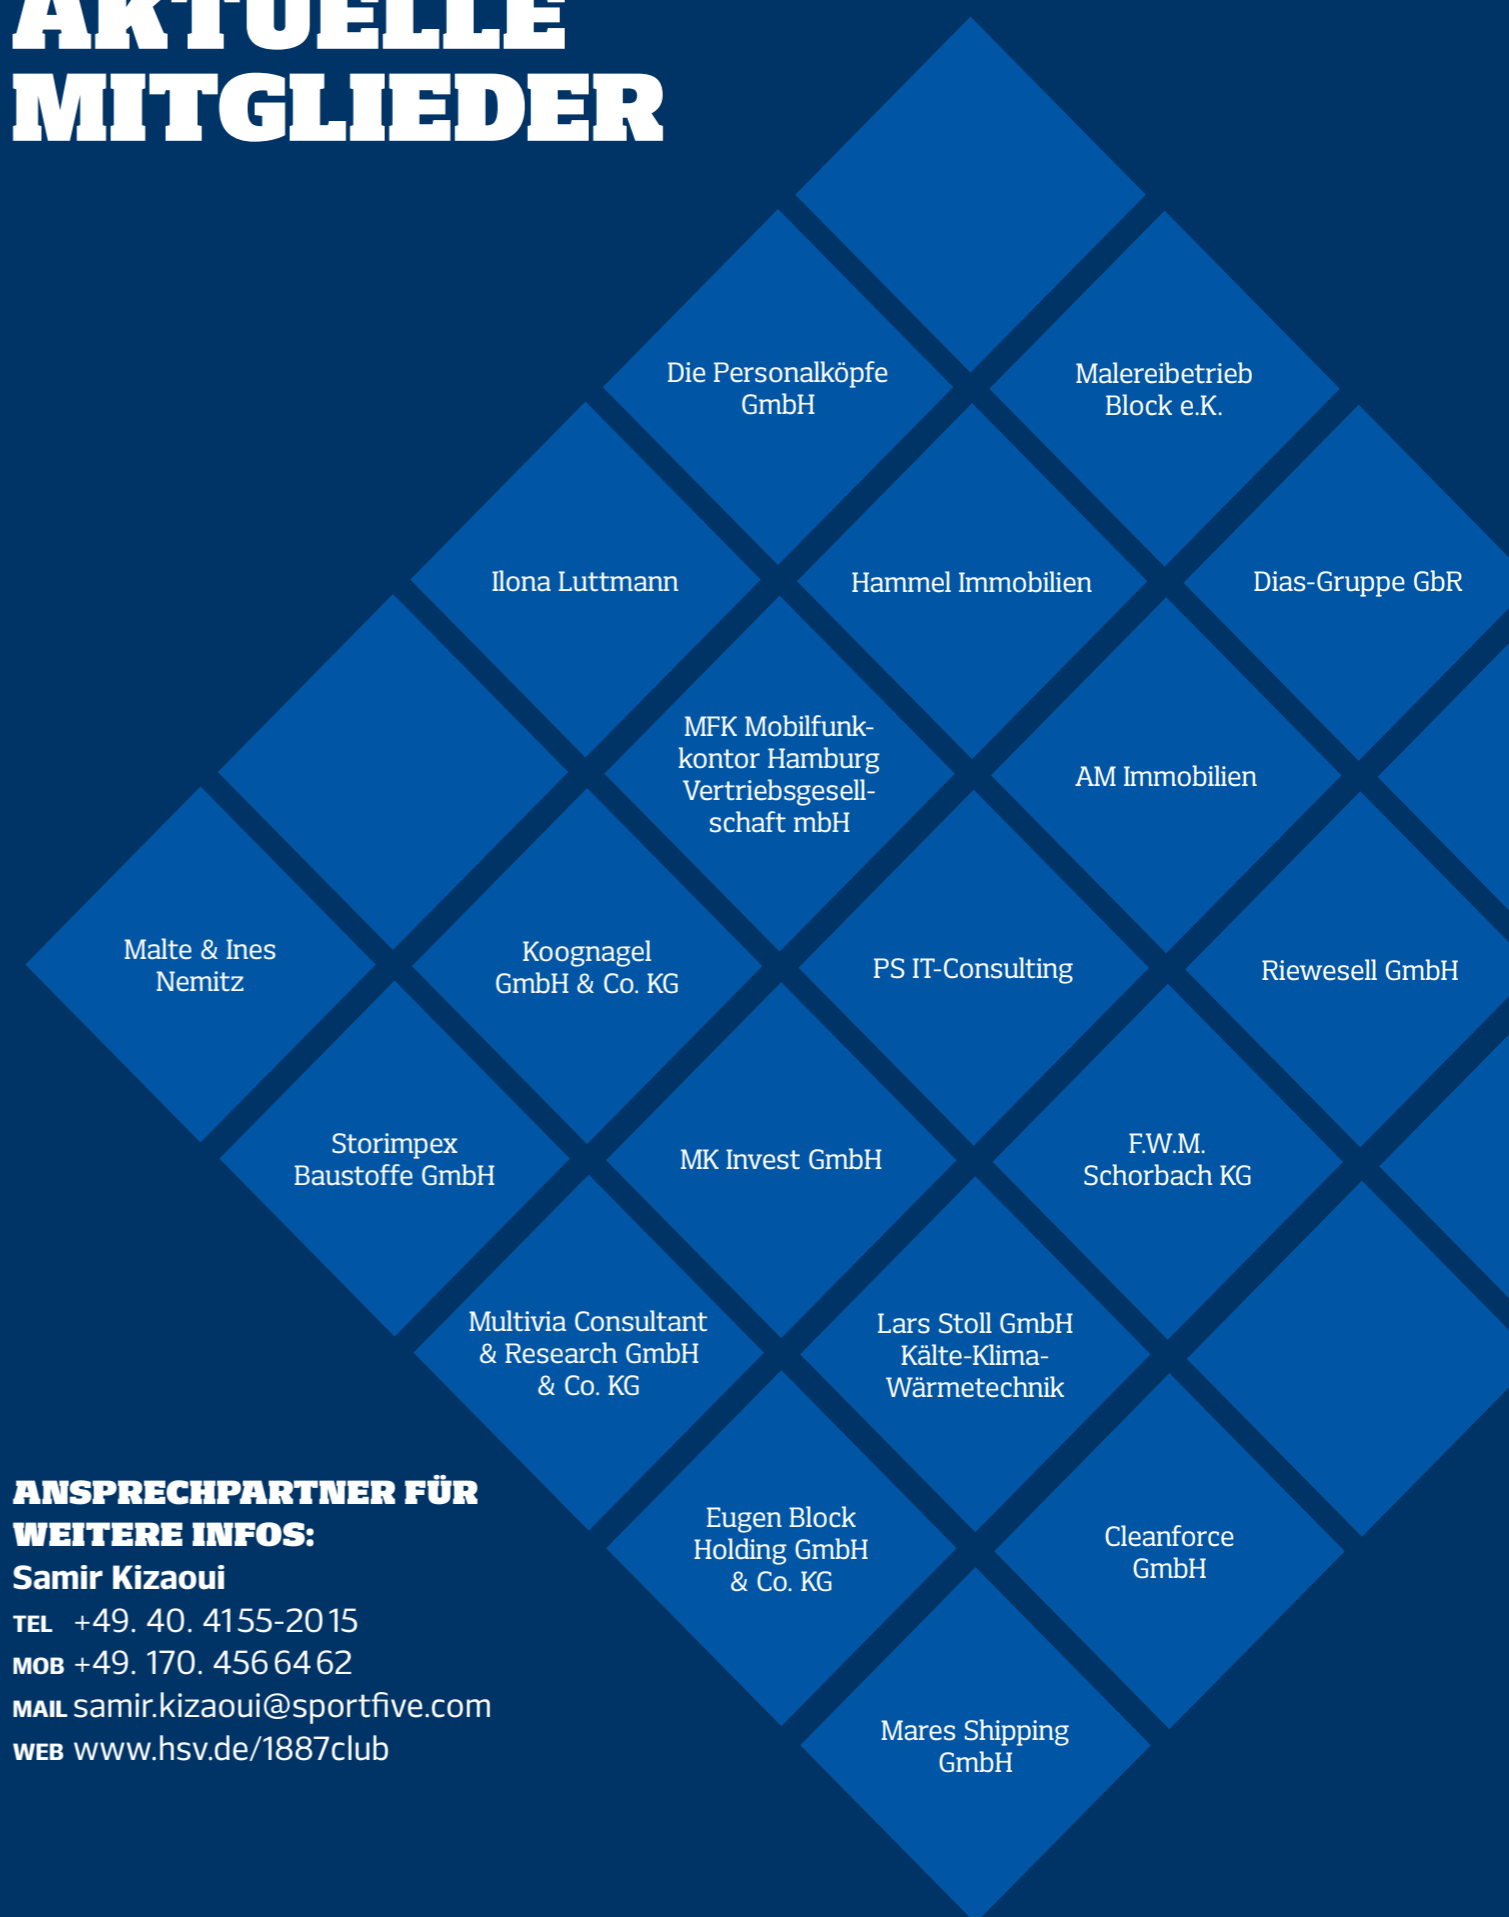 AKTUELLE
MITGLIEDER
Die Personalköpfe
GmbH
Malereibetrieb
Block e.K.
Ilona Luttmann
Hammel Immobilien
Dias-Gruppe GbR
MFK Mobilfunk-
kontor Hamburg
Vertriebsgesell-
schaft mbH
AM Immobilien
Malte & Ines
Nemitz
Koognagel
GmbH & Co. KG
PS IT-Consulting
Riewesell GmbH
Storimpex
Baustoffe GmbH
MK Invest GmbH
F.W.M.
Schorbach KG
Multivia Consultant
& Research GmbH
& Co. KG
Lars Stoll GmbH
Kälte-Klima-
Wärmetechnik
Eugen Block
Holding GmbH
& Co. KG
Cleanforce
GmbH
Mares Shipping
GmbH
ANSPRECHPARTNER FÜR
WEITERE INFOS:
Samir Kizaoui
TEL +49. 40. 4155-2015
MOB +49. 170. 4566462
MAIL samir.kizaoui@sportfive.com
WEB www.hsv.de/1887club